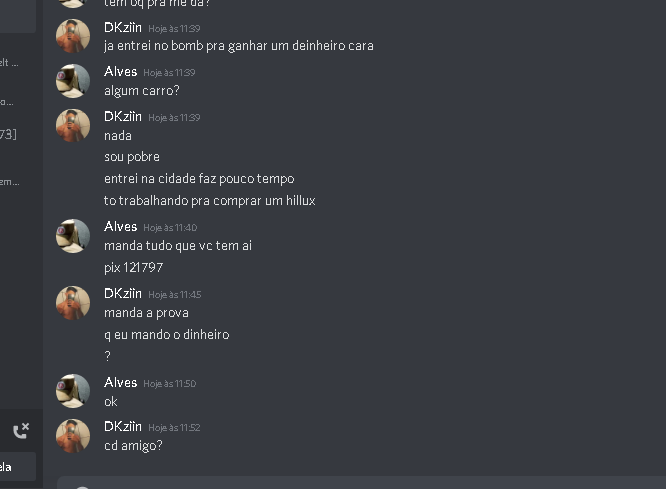 tem oq pra me da?
DKziin Hoje às 11:39
ja entrei no bomb pra ganhar um deinheiro cara
elt ...
Alves Hoje às 11:39
algum carro?
o...
DKziin Hoje às 11:39
73]
nada
sou pobre
em...
entrei na cidade faz pouco tempo
to trabalhando pra comprar um hillux
Alves Hoje às 11:40
manda tudo que vc tem ai
pix 121797
DKziin Hoje às 11:45
manda a prova
q eu mando o dinheiro
?
Alves Hoje às 11:50
ok
DKziin Hoje às 11:52
cd amigo?
ela